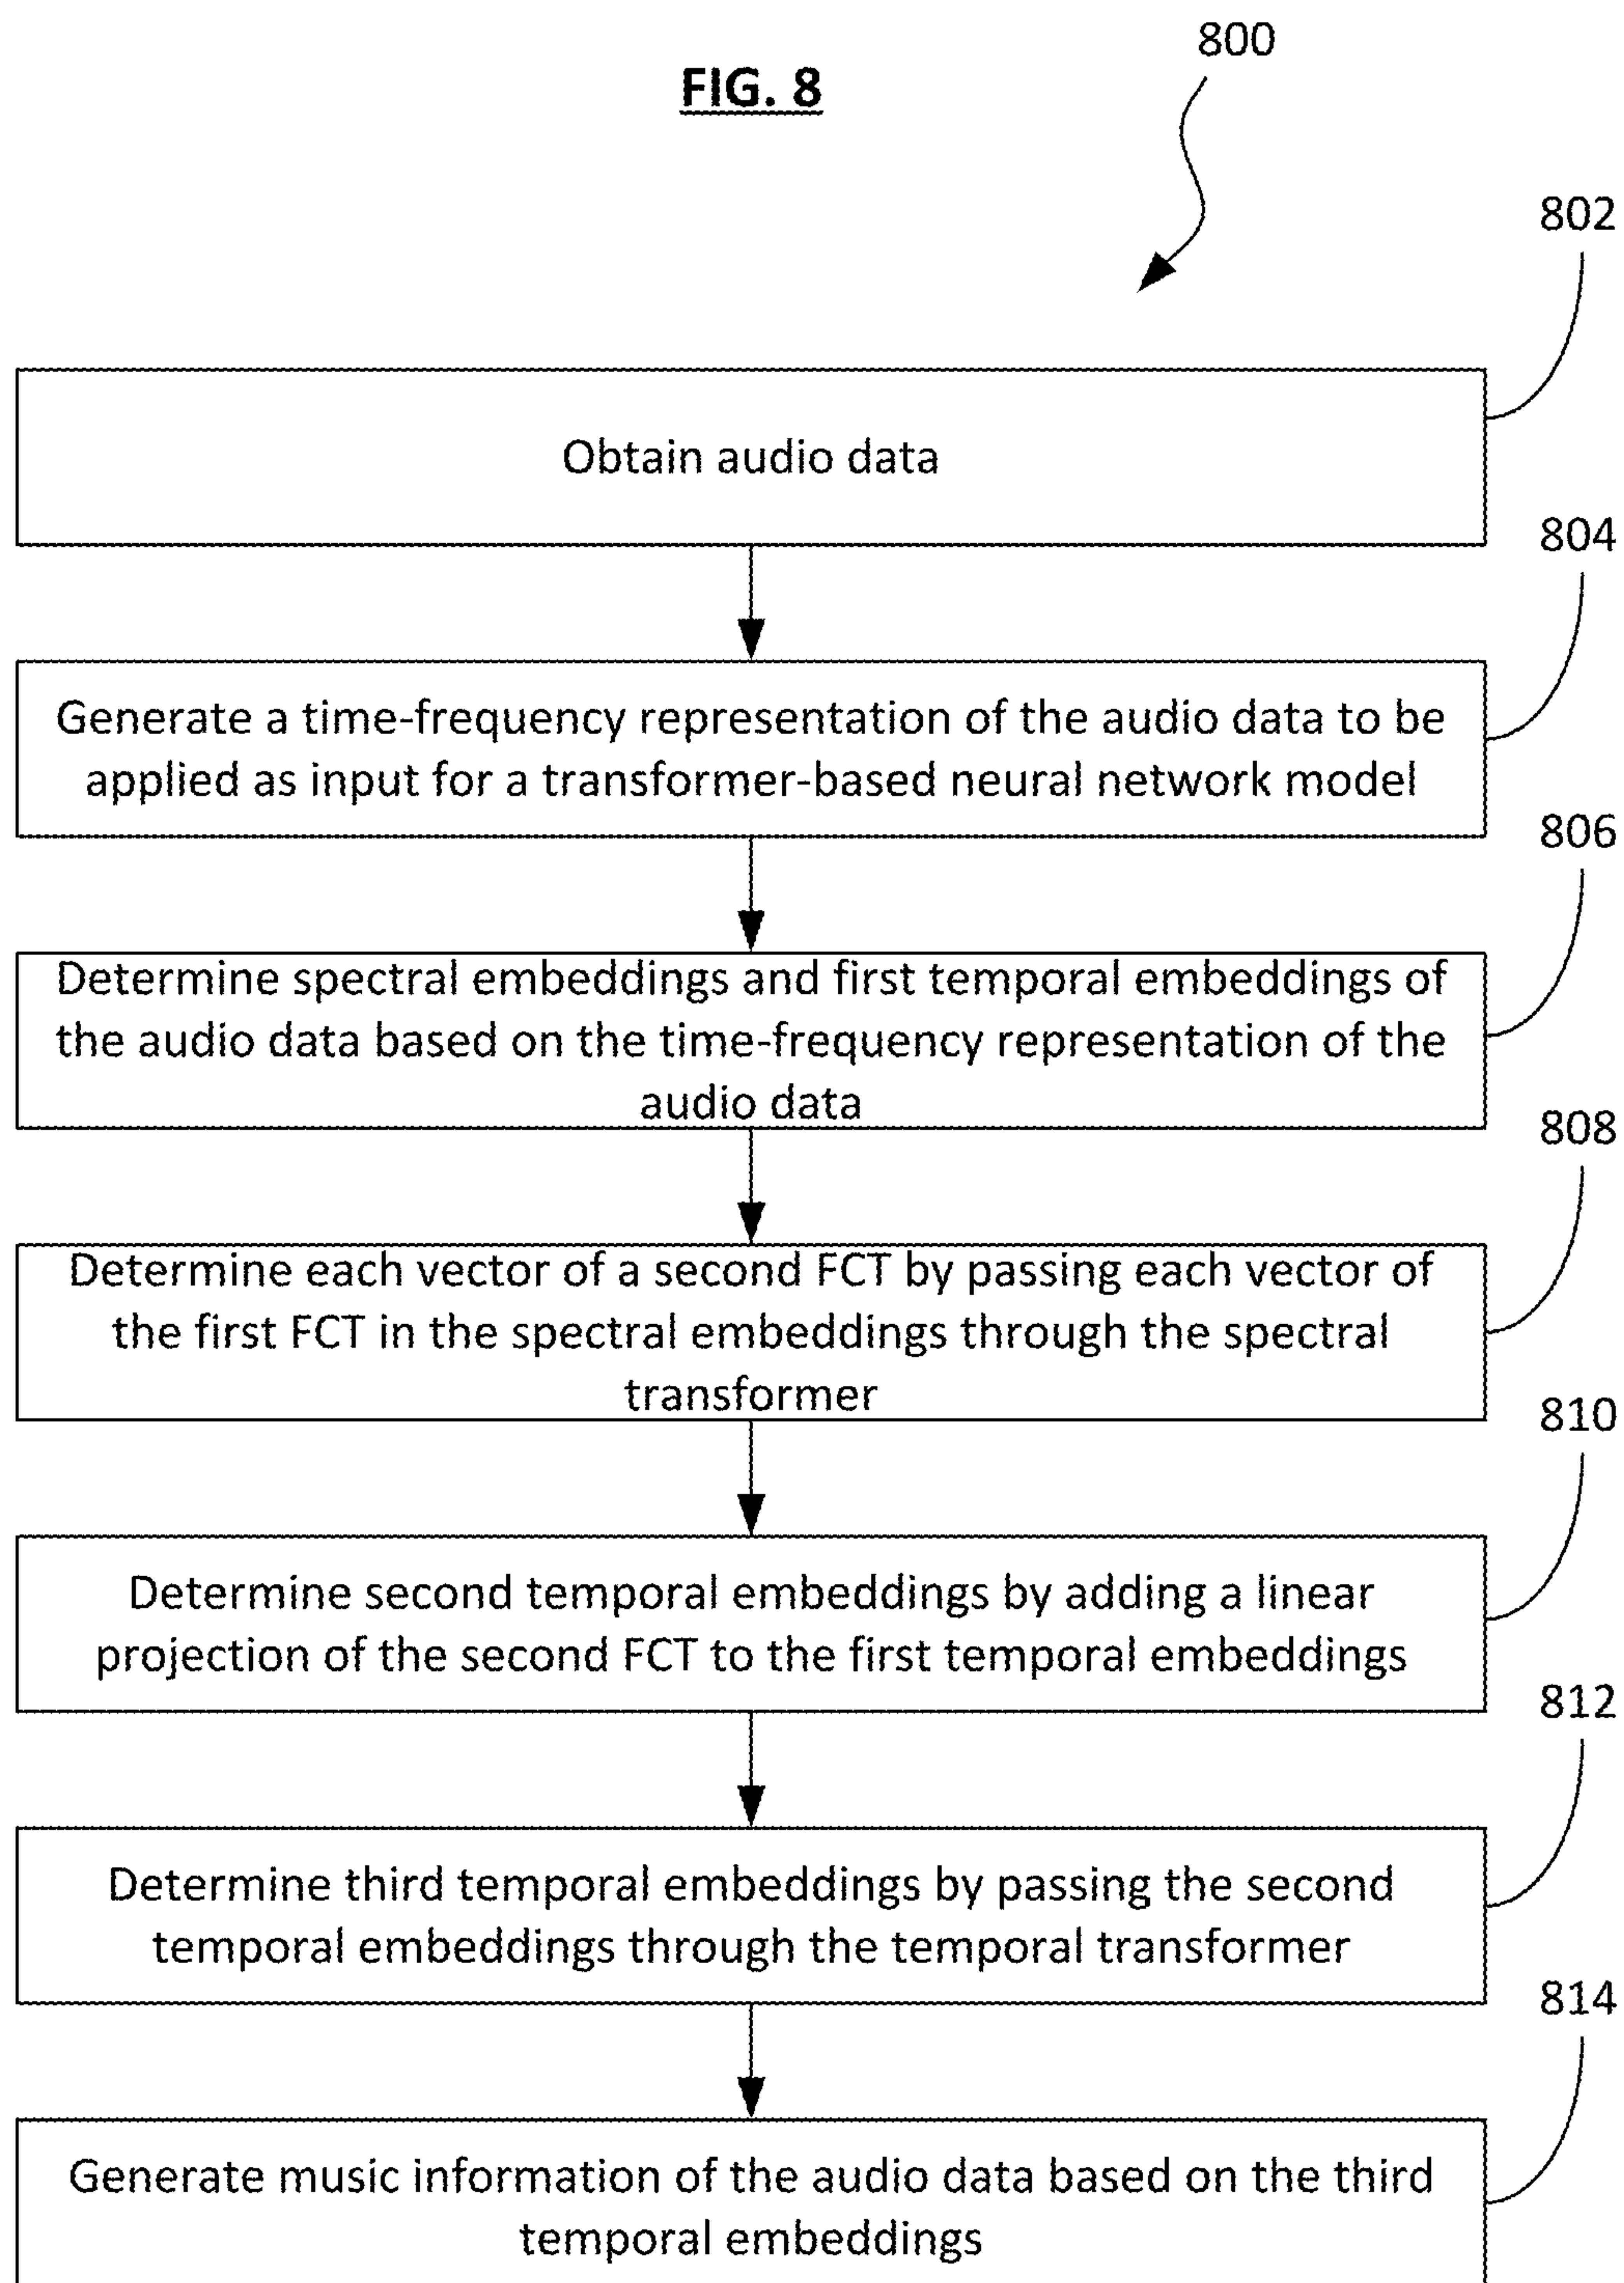 800
FIG. 8
802
Obtain audio data
804
Generate a time-frequency representation of the audio data to be
applied as input for a transformer-based neural network model
806
Determine spectral embeddings and first temporal embeddings of
the audio data based on the time-frequency representation of the
audio data
808
Determine each vector of a second FCT by passing each vector of
the first FCT in the spectral embeddings through the spectral
transformer
810
Determine second temporal embeddings by adding a linear
projection of the second FCT to the first temporal embeddings
812
Determine third temporal embeddings by passing the second
temporal embeddings through the temporal transformer
814
Generate music information of the audio data based on the third
temporal embeddings